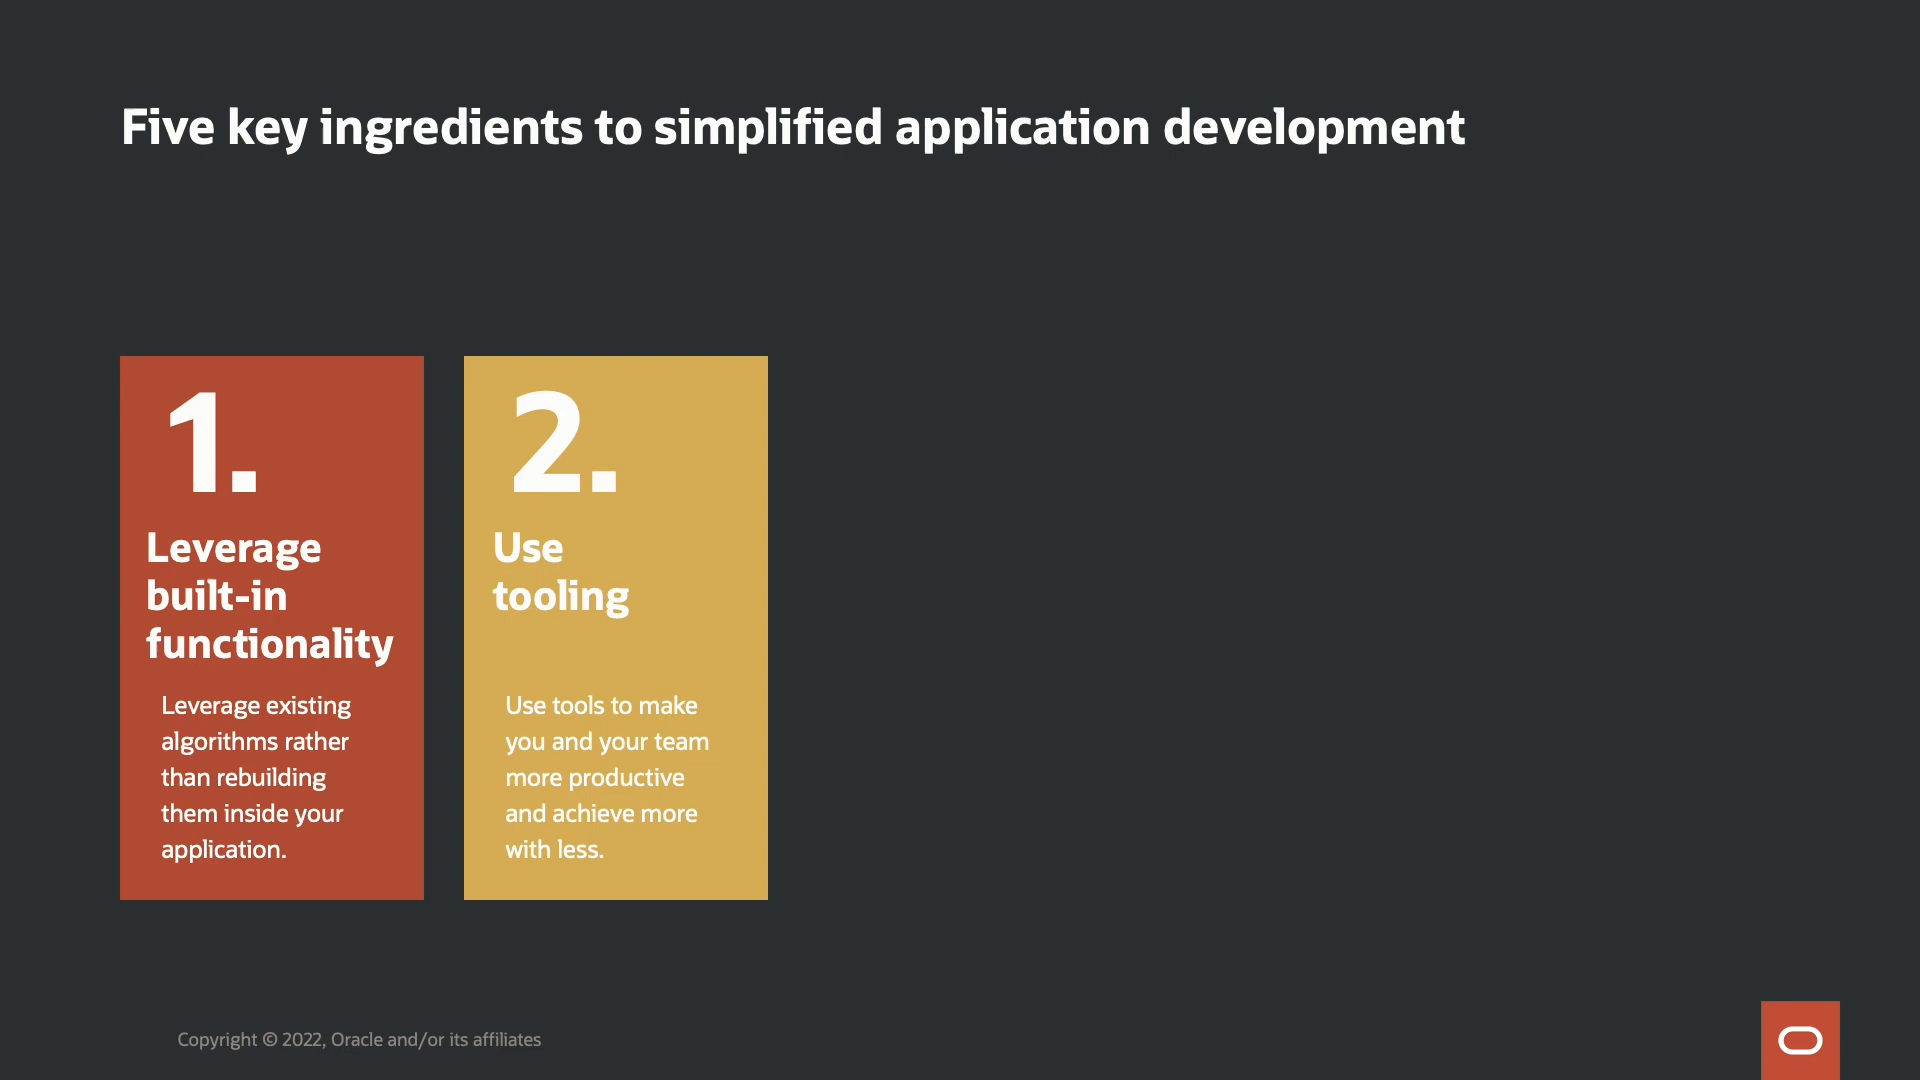 Five key ingredients to simplified application development
1.
Leverage
built-in
functionality
Leverage existing
algorithms rather
than rebuilding
them inside your
application.
2.
Use
tooling
Use tools to make
you and your team
more productive
and achieve more
with less.
Copyright © 2022, Oracle and/or its affiliates